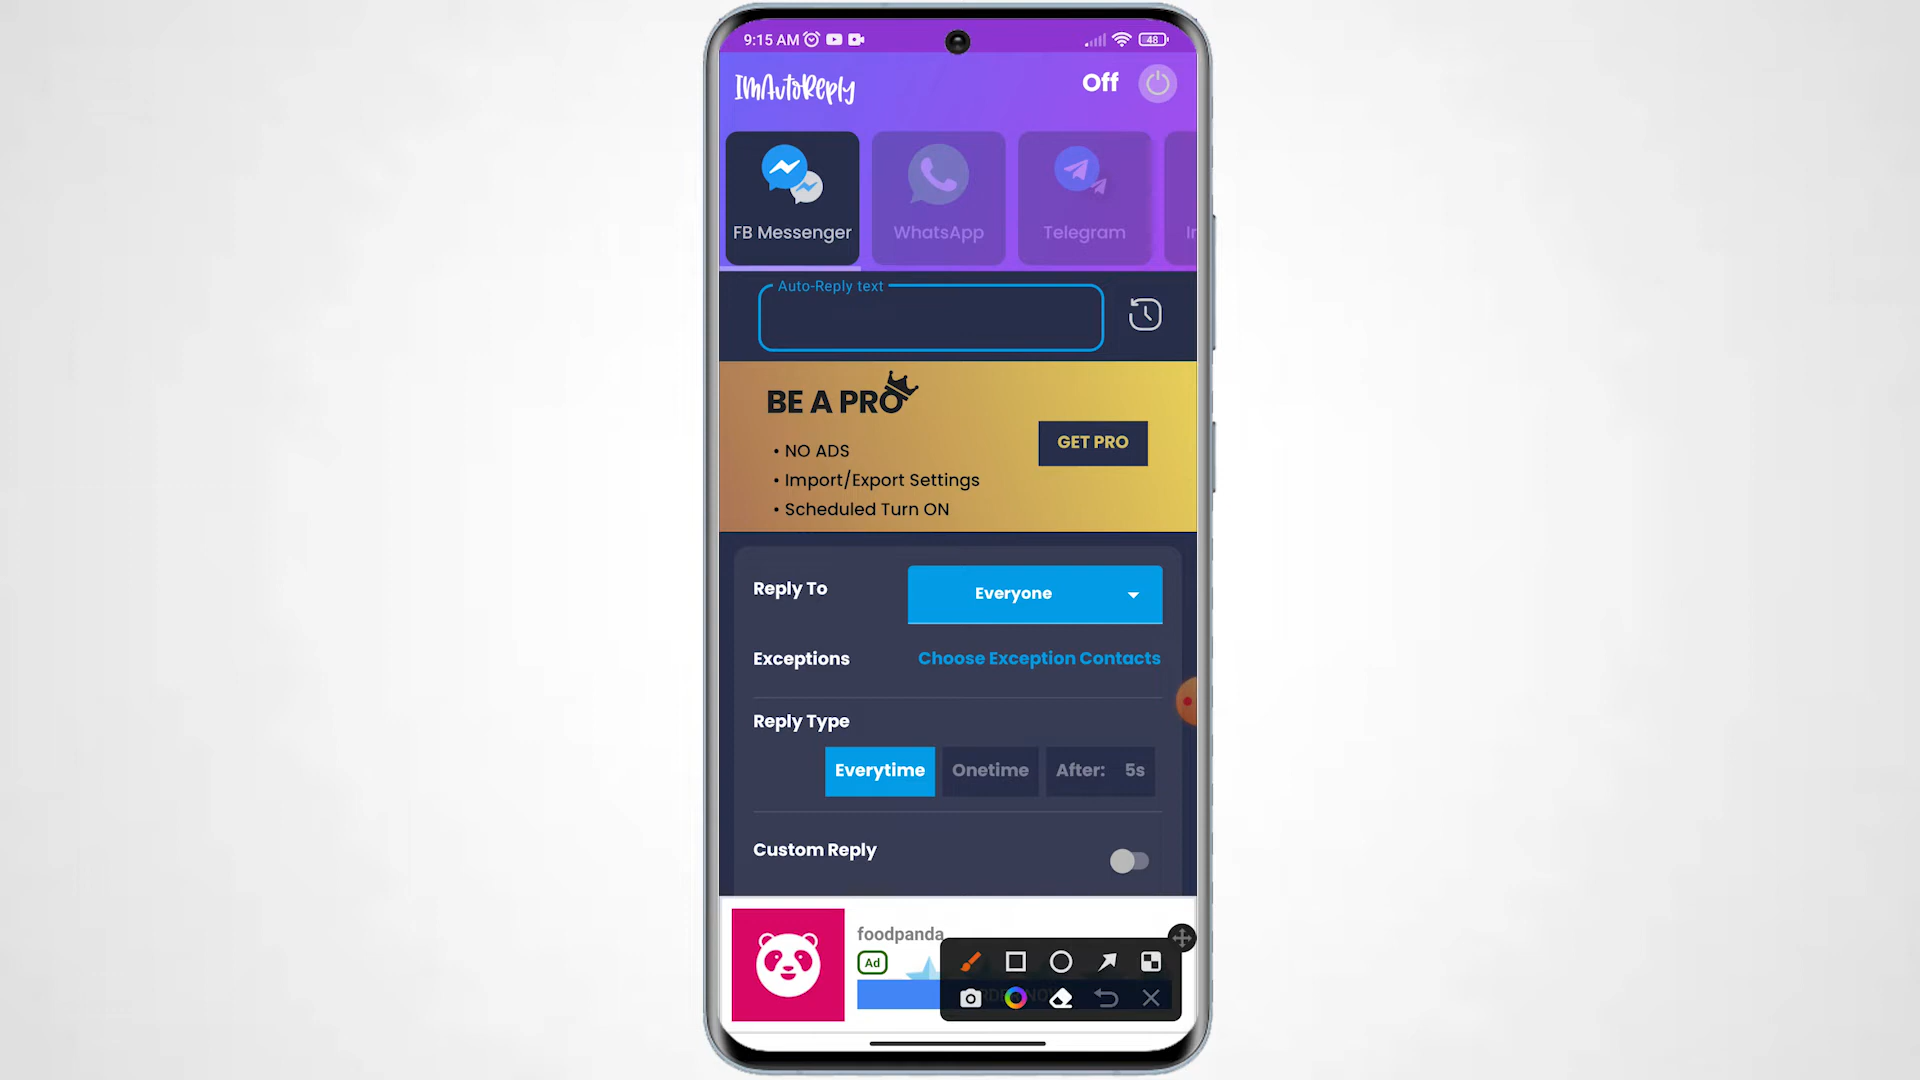 9:15 AM
48
IMAutoReply
Off
FB Messenger
WhatsApp
Telegram
Auto-Reply text
BE A PRO
GET PRO
• NO ADS
• Import/Export Settings
• Scheduled Turn ON
Reply To
Everyone
Exceptions
Choose Exception Contacts
Reply Type
Everytime
Onetime
After: 5s
Custom Reply
foodpanda
Ad